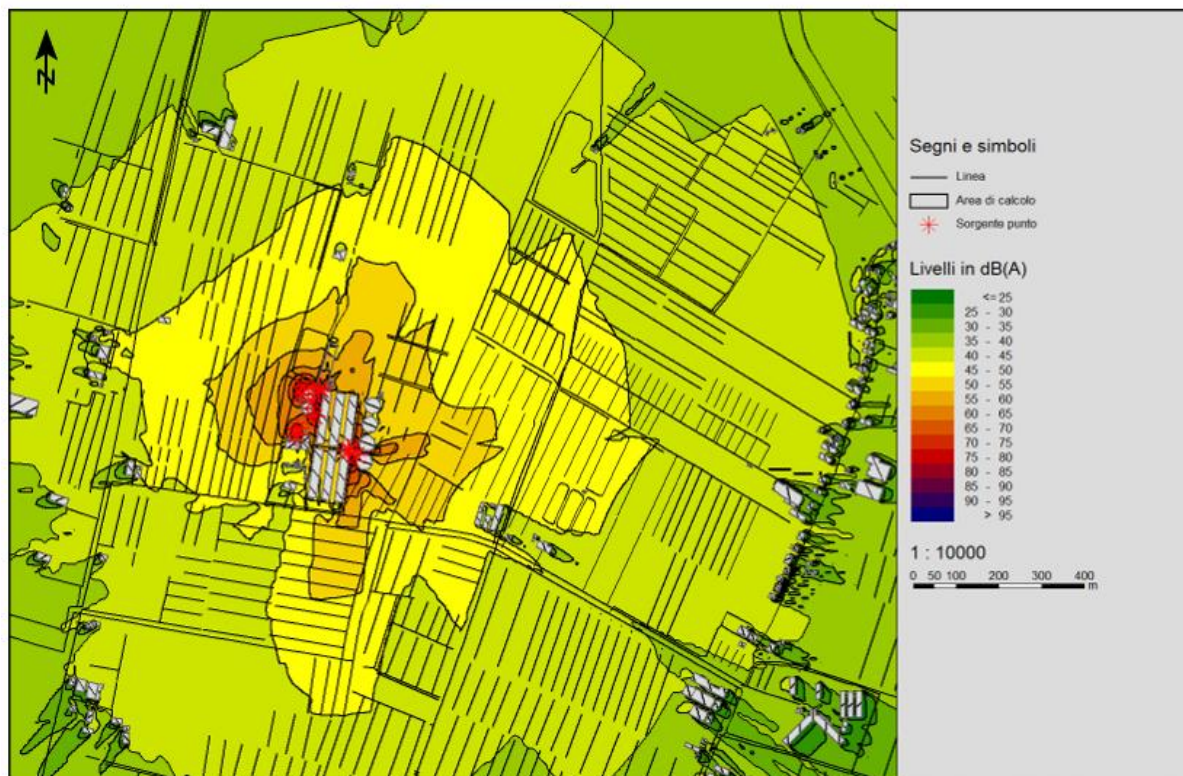 N
Segni e simboli
Linea
Area di calcolo
Sorgente punto
Livelli in dB(A)
<= 25
25 - 30
30 - 35
35 - 40
40 - 45
45 - 50
50 - 55
55 - 60
60 - 65
65 - 70
70 - 75
75 - 80
80 - 85
85 - 90
90 - 95
> 95
1 : 10000
0 50 100 200 300 400
m